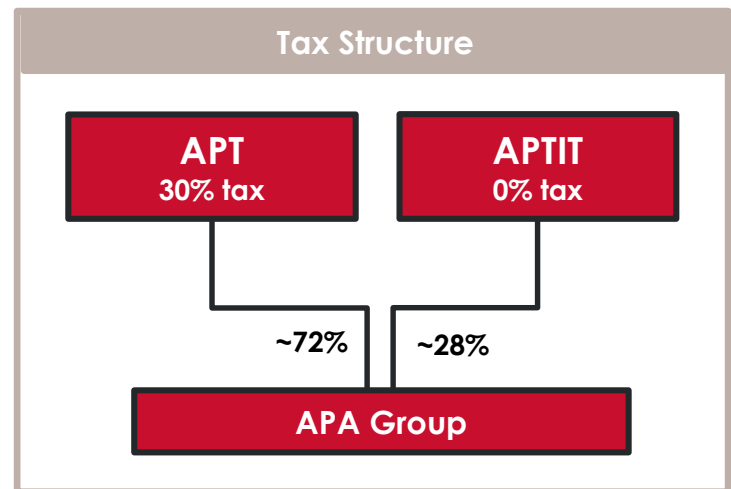 Tax Structure
APT
30% tax
APTIT
0% tax
~72%
~28%
APA Group